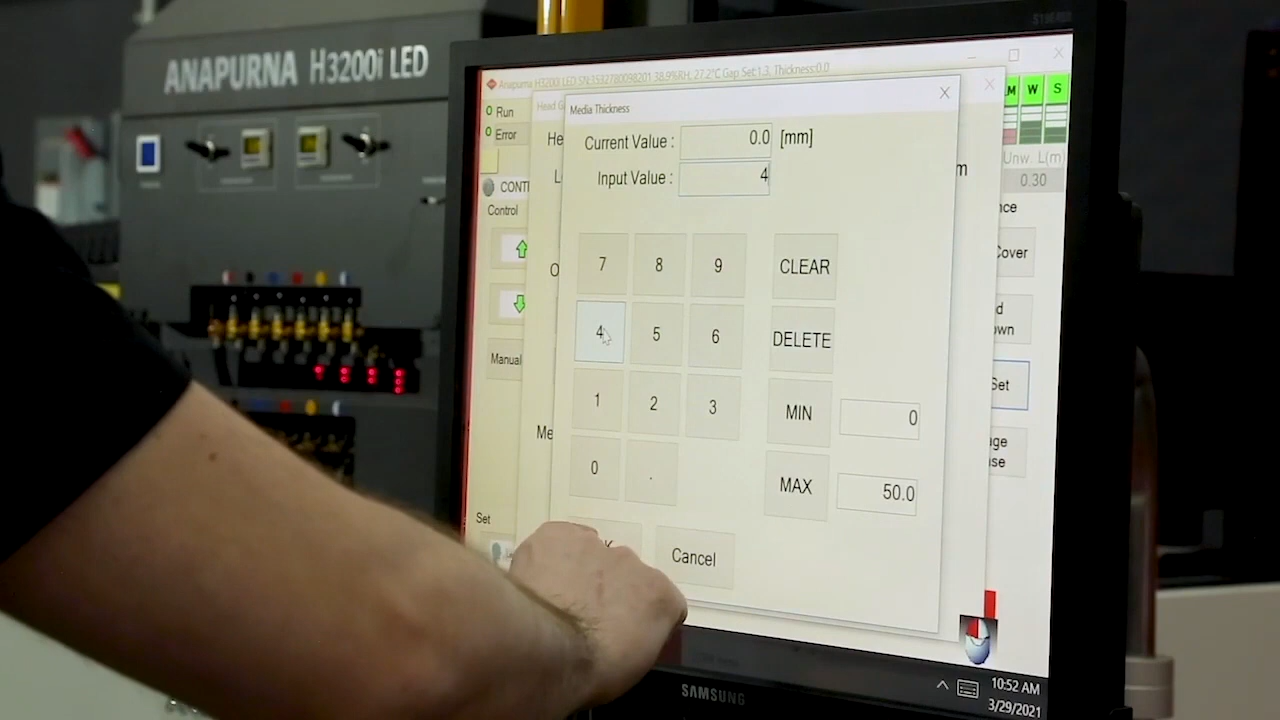 ANAPURNA H3200i LED
Run
Error
CONT
Control
Manual
Set
Media Thickness
Current Value : 0.0 [mm]
Input Value : 4
7 8 9 CLEAR
4 5 6 DELETE
1 2 3 MIN 0
0 . MAX 50.0
Cancel
M W S
Unw. L(m)
0.30
Cover
Set
SAMSUNG
10:52 AM
3/29/2021